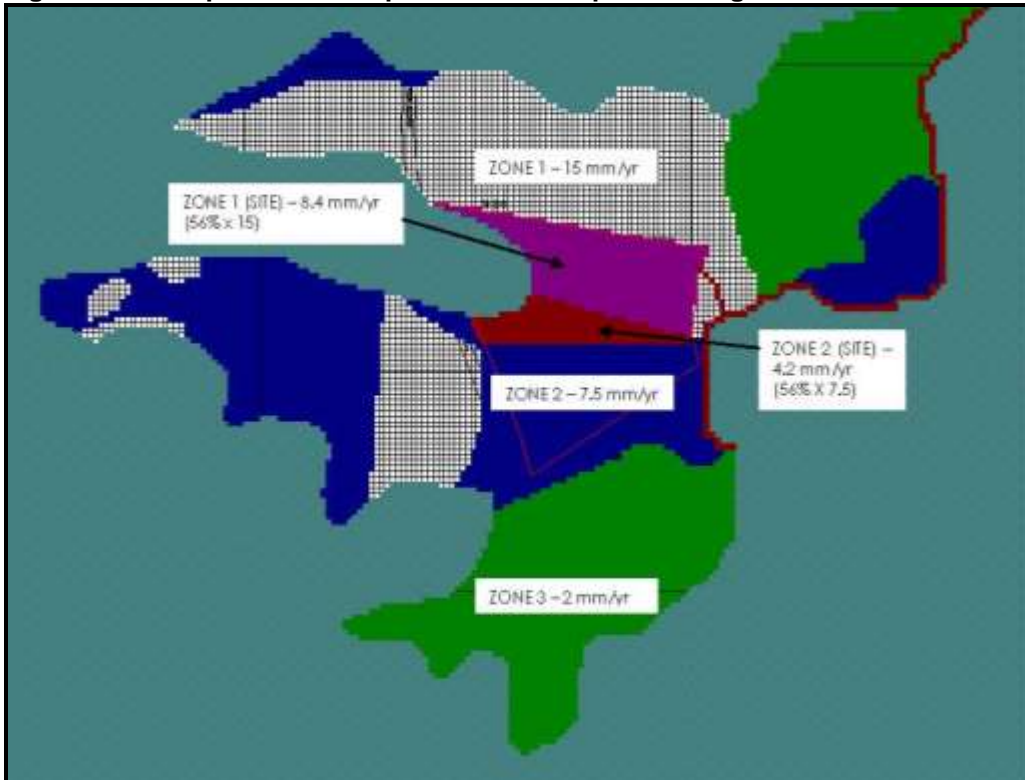 ZONE 1 – 15 mm/yr
ZONE 1 (SITE) – 8.4 mm/yr
(56% x 15)
ZONE 2 (SITE) –
4.2 mm/yr
(56% X 7.5)
ZONE 2 – 7.5 mm/yr
ZONE 3 – 2 mm/yr